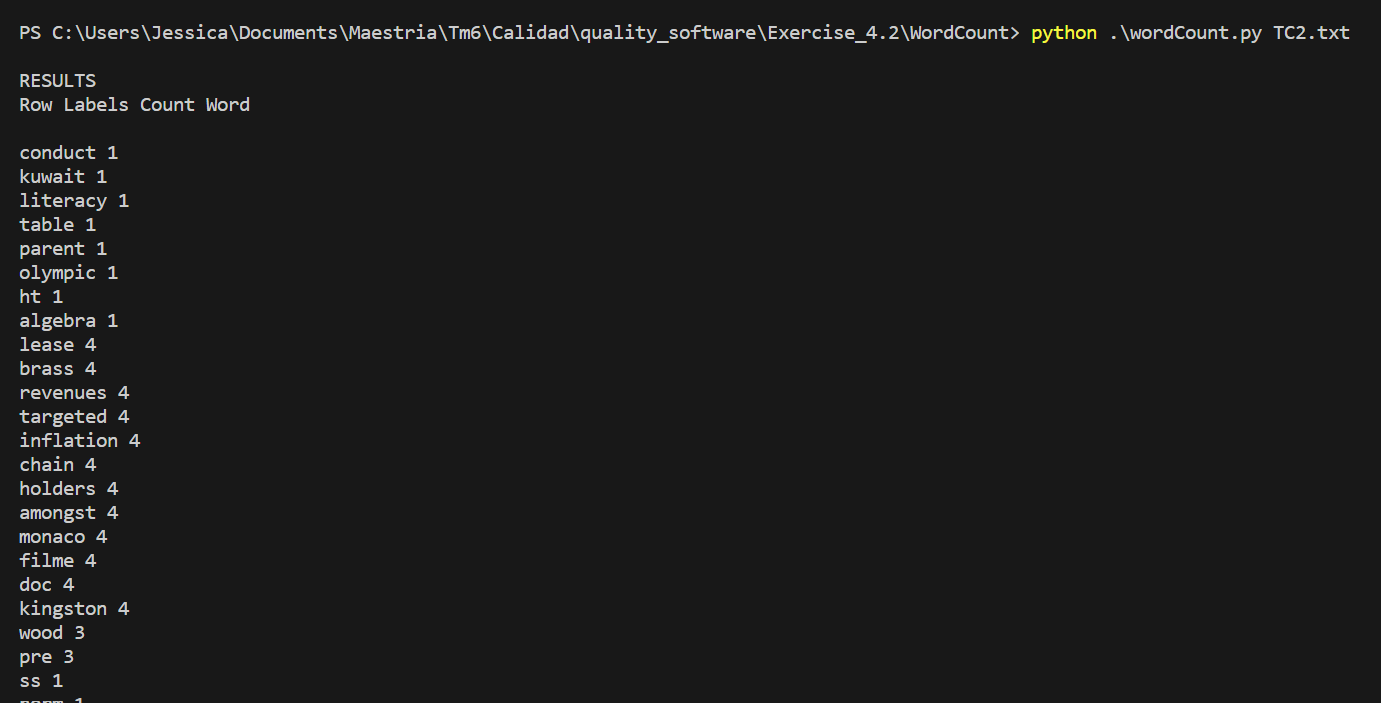 PS C:\Users\Jessica\Documents\Maestria\Tm6\Calidad\quality_software\Exercise_4.2\WordCount> python .\wordCount.py TC2.txt
RESULTS
Row Labels Count Word
conduct 1
kuwait 1
literacy 1
table 1
parent 1
olympic 1
ht 1
algebra 1
lease 4
brass 4
revenues 4
targeted 4
inflation 4
chain 4
holders 4
amongst 4
monaco 4
filme 4
doc 4
kingston 4
wood 3
pre 3
ss 1